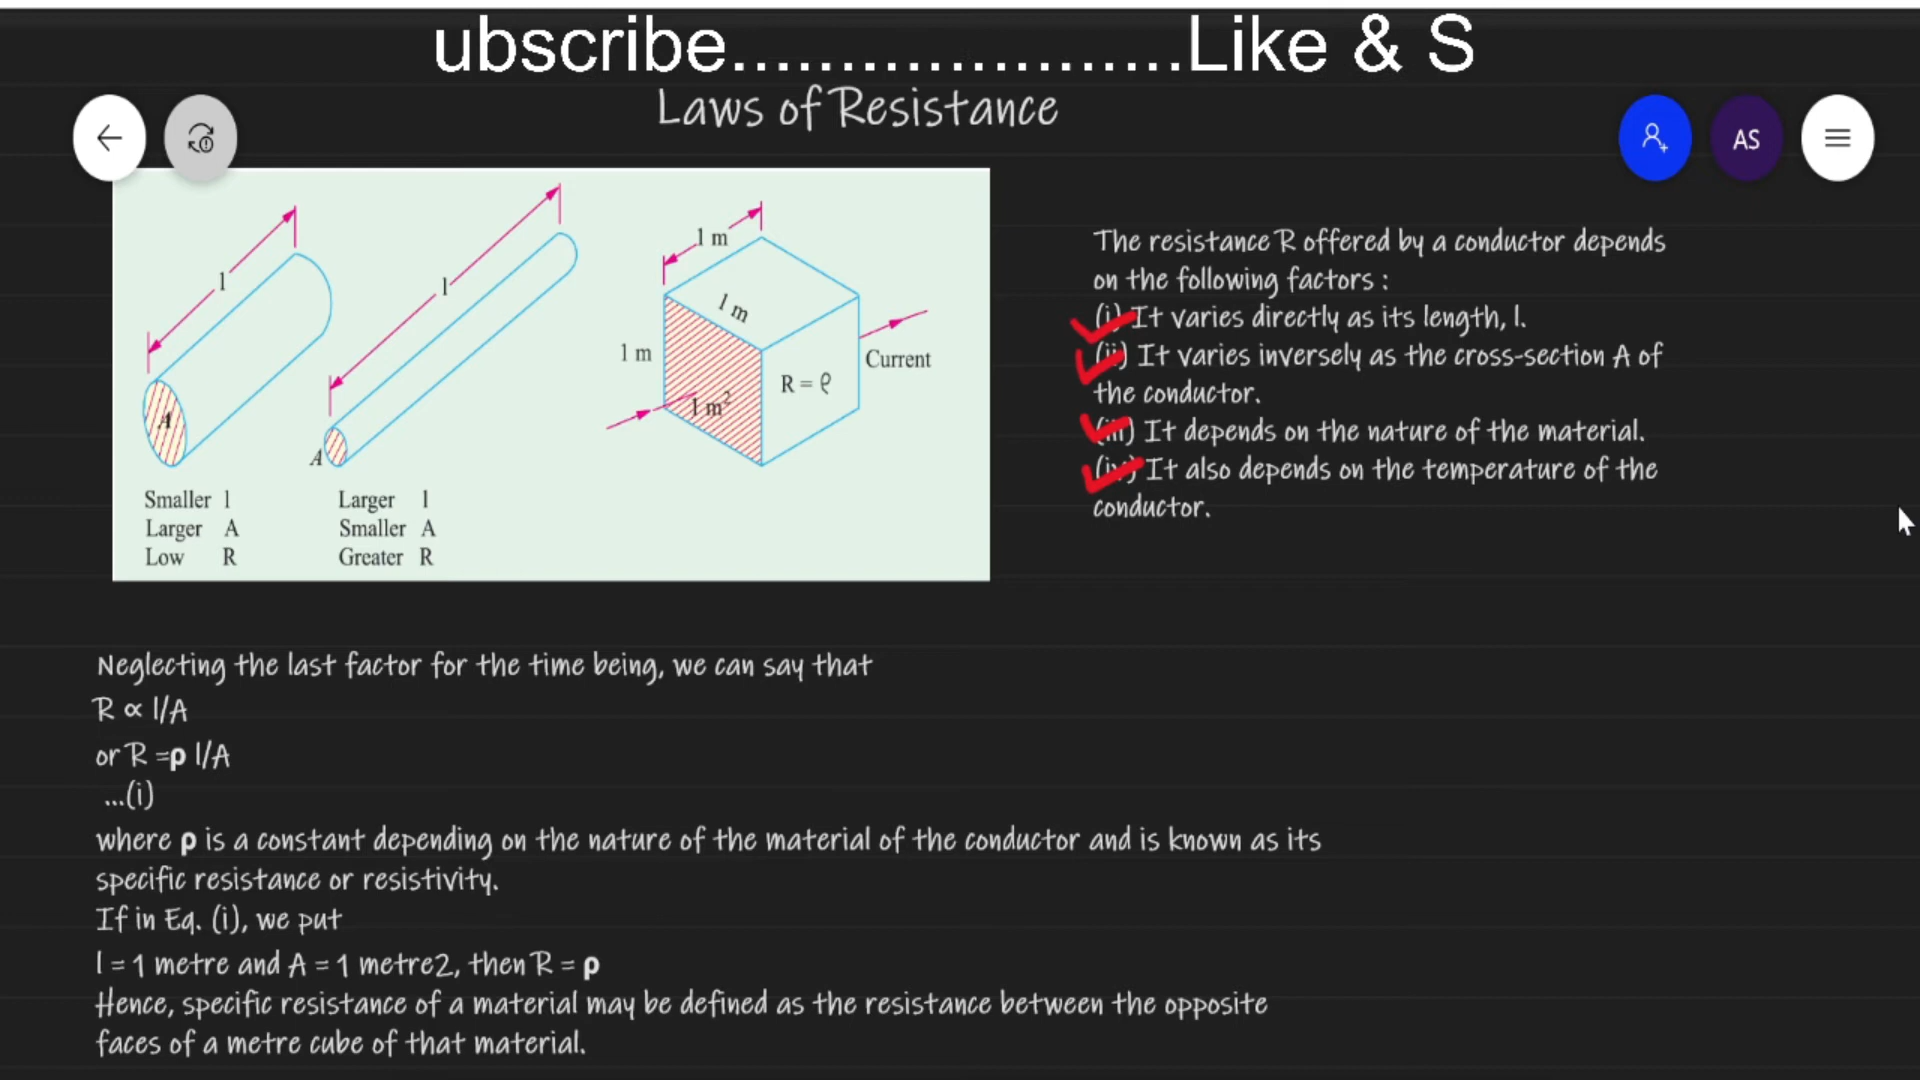 ubscribe.....................Like & S
Laws of Resistance
AS
l
l
1 m
1 m
1 m
1 m²
R = ρ
Current
A
A
Smaller l
Larger A
Low R
Larger l
Smaller A
Greater R
The resistance R offered by a conductor depends
on the following factors :
(i) It varies directly as its length, l.
(ii) It varies inversely as the cross-section A of
the conductor.
(iii) It depends on the nature of the material.
(iv) It also depends on the temperature of the
conductor.
Neglecting the last factor for the time being, we can say that
R ∝ l/A
or R =ρ l/A
...(i)
where ρ is a constant depending on the nature of the material of the conductor and is known as its
specific resistance or resistivity.
If in Eq. (i), we put
l = 1 metre and A = 1 metre2, then R = ρ
Hence, specific resistance of a material may be defined as the resistance between the opposite
faces of a metre cube of that material.